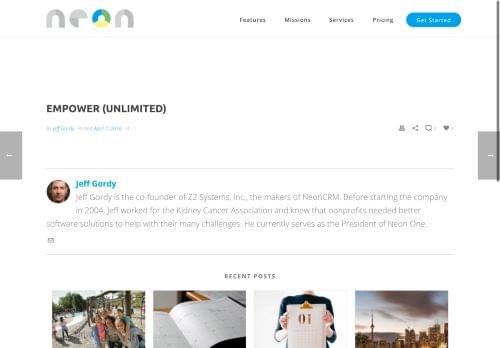 neon
Features Missions Services Pricing Get Started
EMPOWER (UNLIMITED)
By Jeff Gordy Posted April 7, 2016 In
0 0
← →
Jeff Gordy
Jeff Gordy is the co-founder of Z2 Systems, Inc., the makers of NeonCRM. Before starting the company
in 2004, Jeff worked for the Kidney Cancer Association and knew that nonprofits needed better
software solutions to help with their many challenges. He currently serves as the President of Neon One.
RECENT POSTS
01